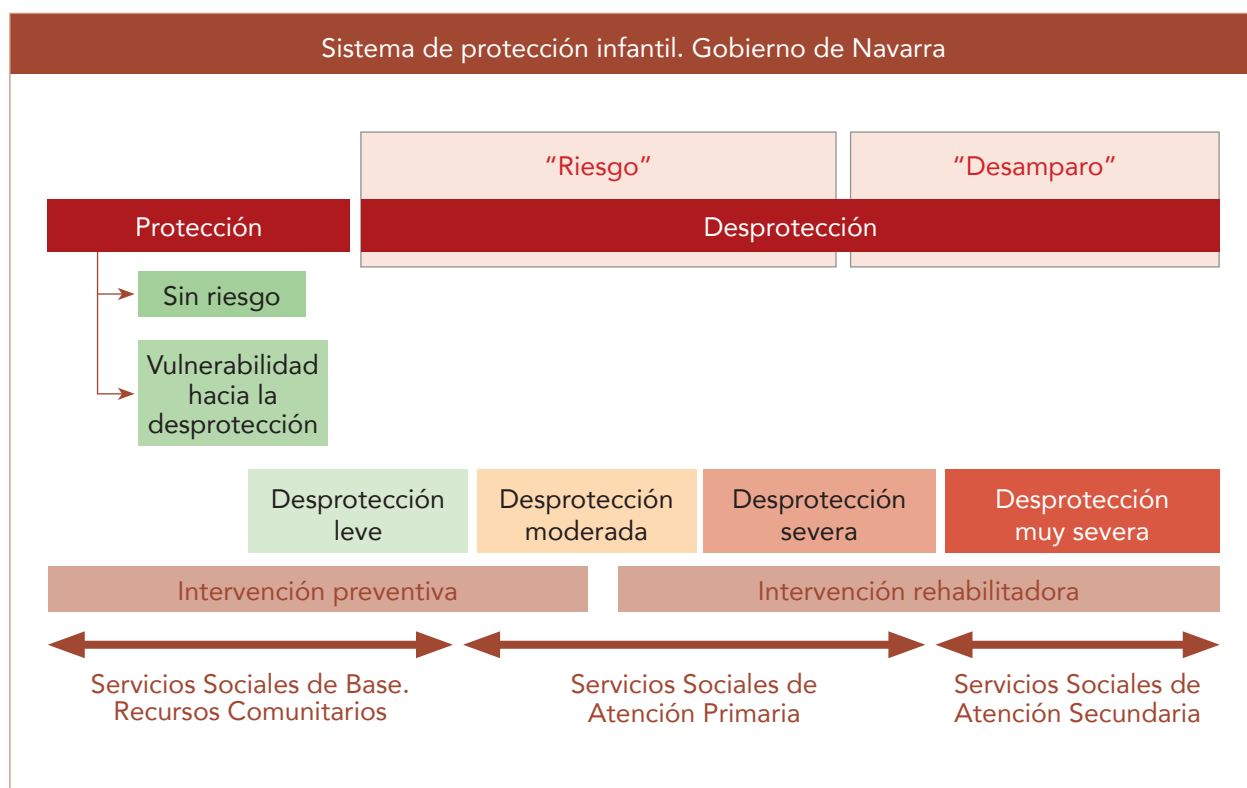 Sistema de protección infantil. Gobierno de Navarra
“Riesgo”
“Desamparo”
Protección
Desprotección
Sin riesgo
Vulnerabilidad
hacia la
desprotección
Desprotección
leve
Desprotección
moderada
Desprotección
severa
Desprotección
muy severa
Intervención preventiva
Intervención rehabilitadora
Servicios Sociales de Base.
Recursos Comunitarios
Servicios Sociales de
Atención Primaria
Servicios Sociales de
Atención Secundaria